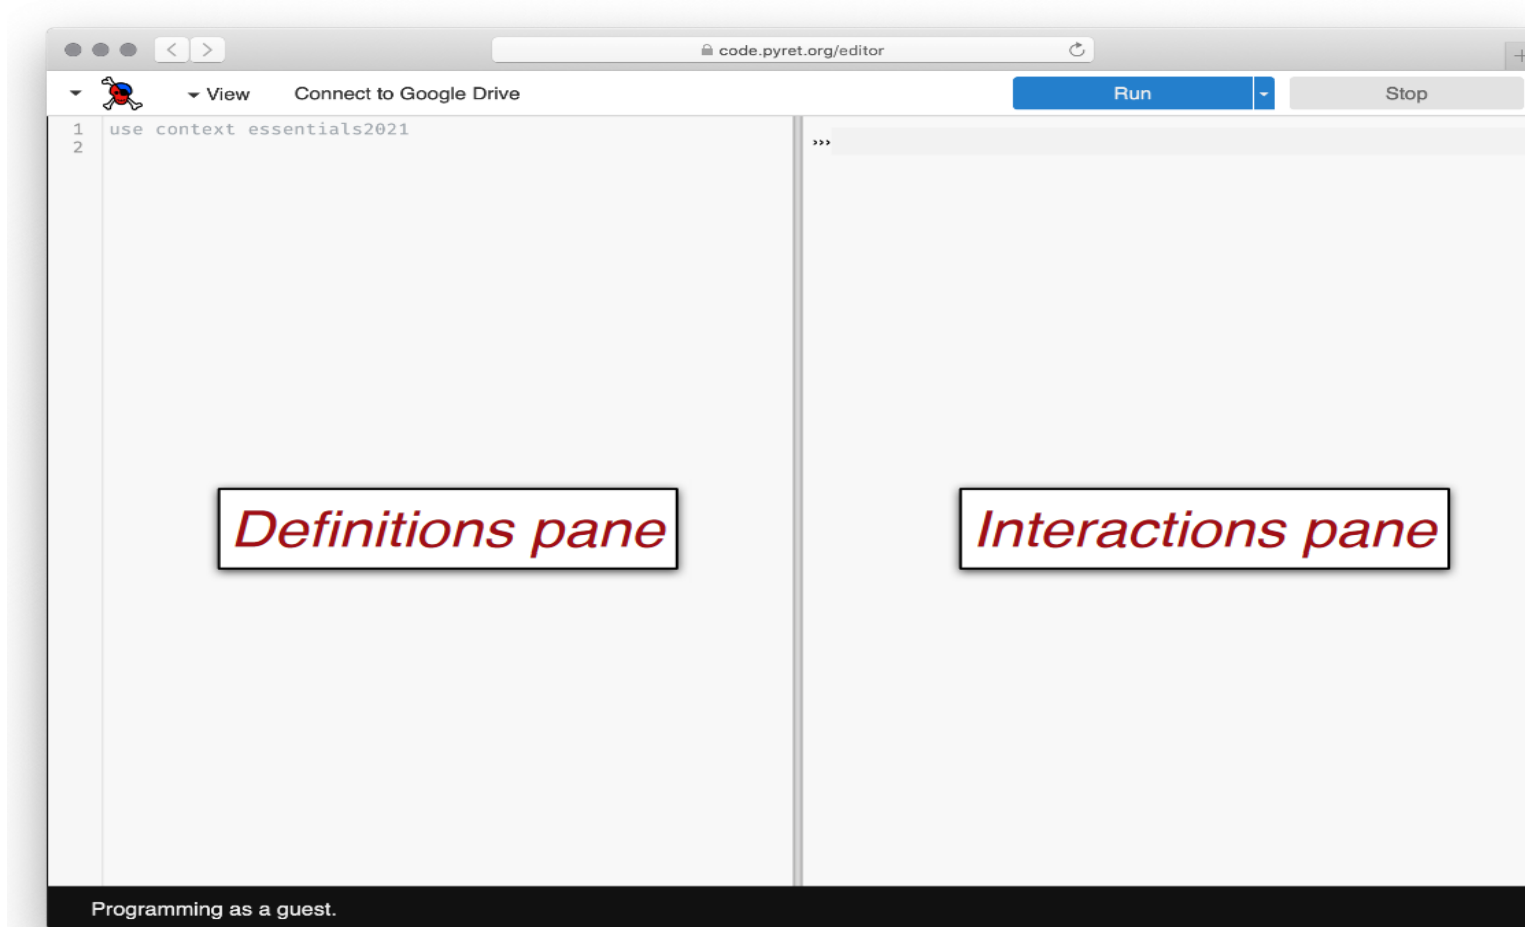 code.pyret.org/editor
View Connect to Google Drive Run Stop
1 use context essentials2021
2
›››
Definitions pane
Interactions pane
Programming as a guest.